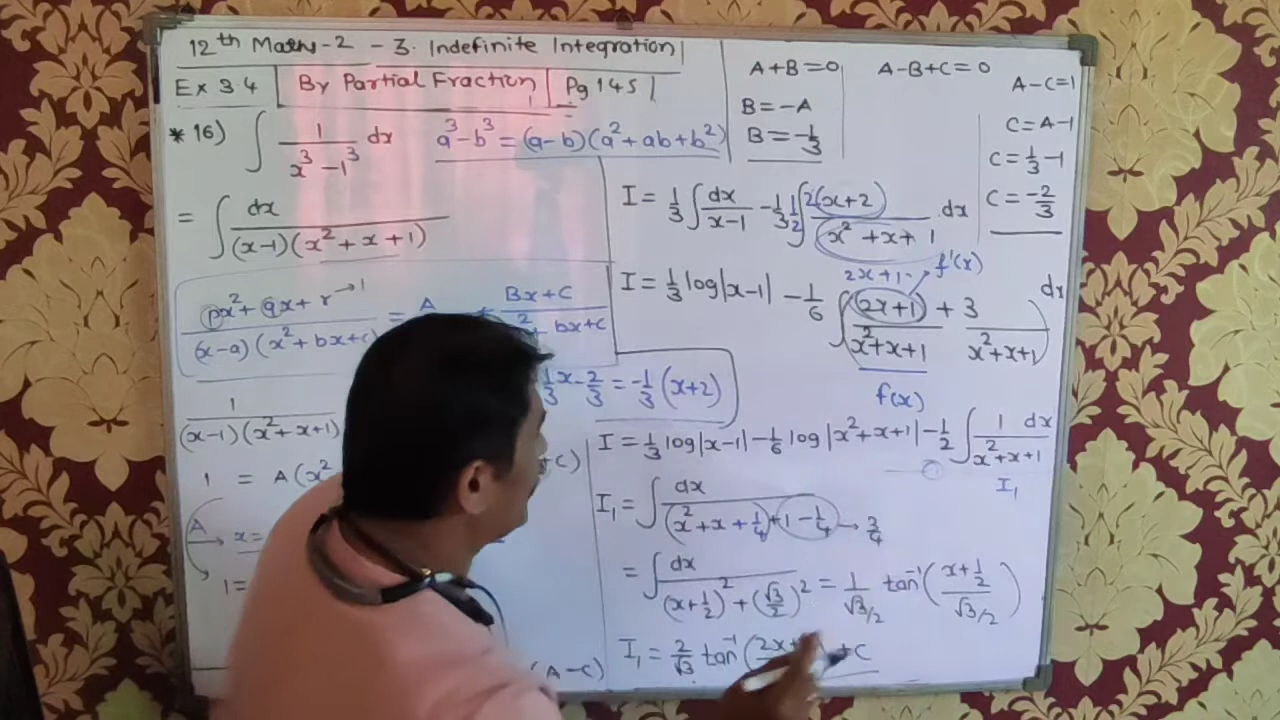 12th Maths-2 - 3. Indefinite Integration
Ex 3 4 | By Partial Fraction | Pg 145 |
* 16) ∫ 1/(x³ - 1³) dx a³-b³ = (a-b)(a²+ab+b²)
= ∫ dx/((x-1)(x²+x+1))
(px²+qx+r →1)/((x-a)(x²+bx+c)) = A + (Bx+C)/(² + bx+c)
1/((x-1)(x²+x+1))
1/3 x - 2/3 = -1/3 (x+2)
1 = A(x² +C)
A → x =
1 =
(A-C)
A+B=0
B=-A
B=-1/3
A-B+C=0
A-C=1
C=A-1
C=1/3-1
C=-2/3
I = 1/3 ∫ dx/(x-1) - 1/3 1/2 ∫ 2(x+2)/(x²+x+1) dx
2x+1 → f'(x)
I = 1/3 log|x-1| - 1/6 ∫ ((2x+1)/(x²+x+1) + 3/(x²+x+1)) dx
f(x)
I = 1/3 log|x-1| - 1/6 log|x²+x+1| - 1/2 ∫ 1 dx/(x²+x+1)
I₁
I₁ = ∫ dx/((x²+x+1/4)+1-1/4) → 3/4
= ∫ dx/((x+1/2)²+(√3/2)²) = 1/(√3/2) tan⁻¹((x+1/2)/(√3/2))
I₁ = 2/√3 tan⁻¹(2x+ +C